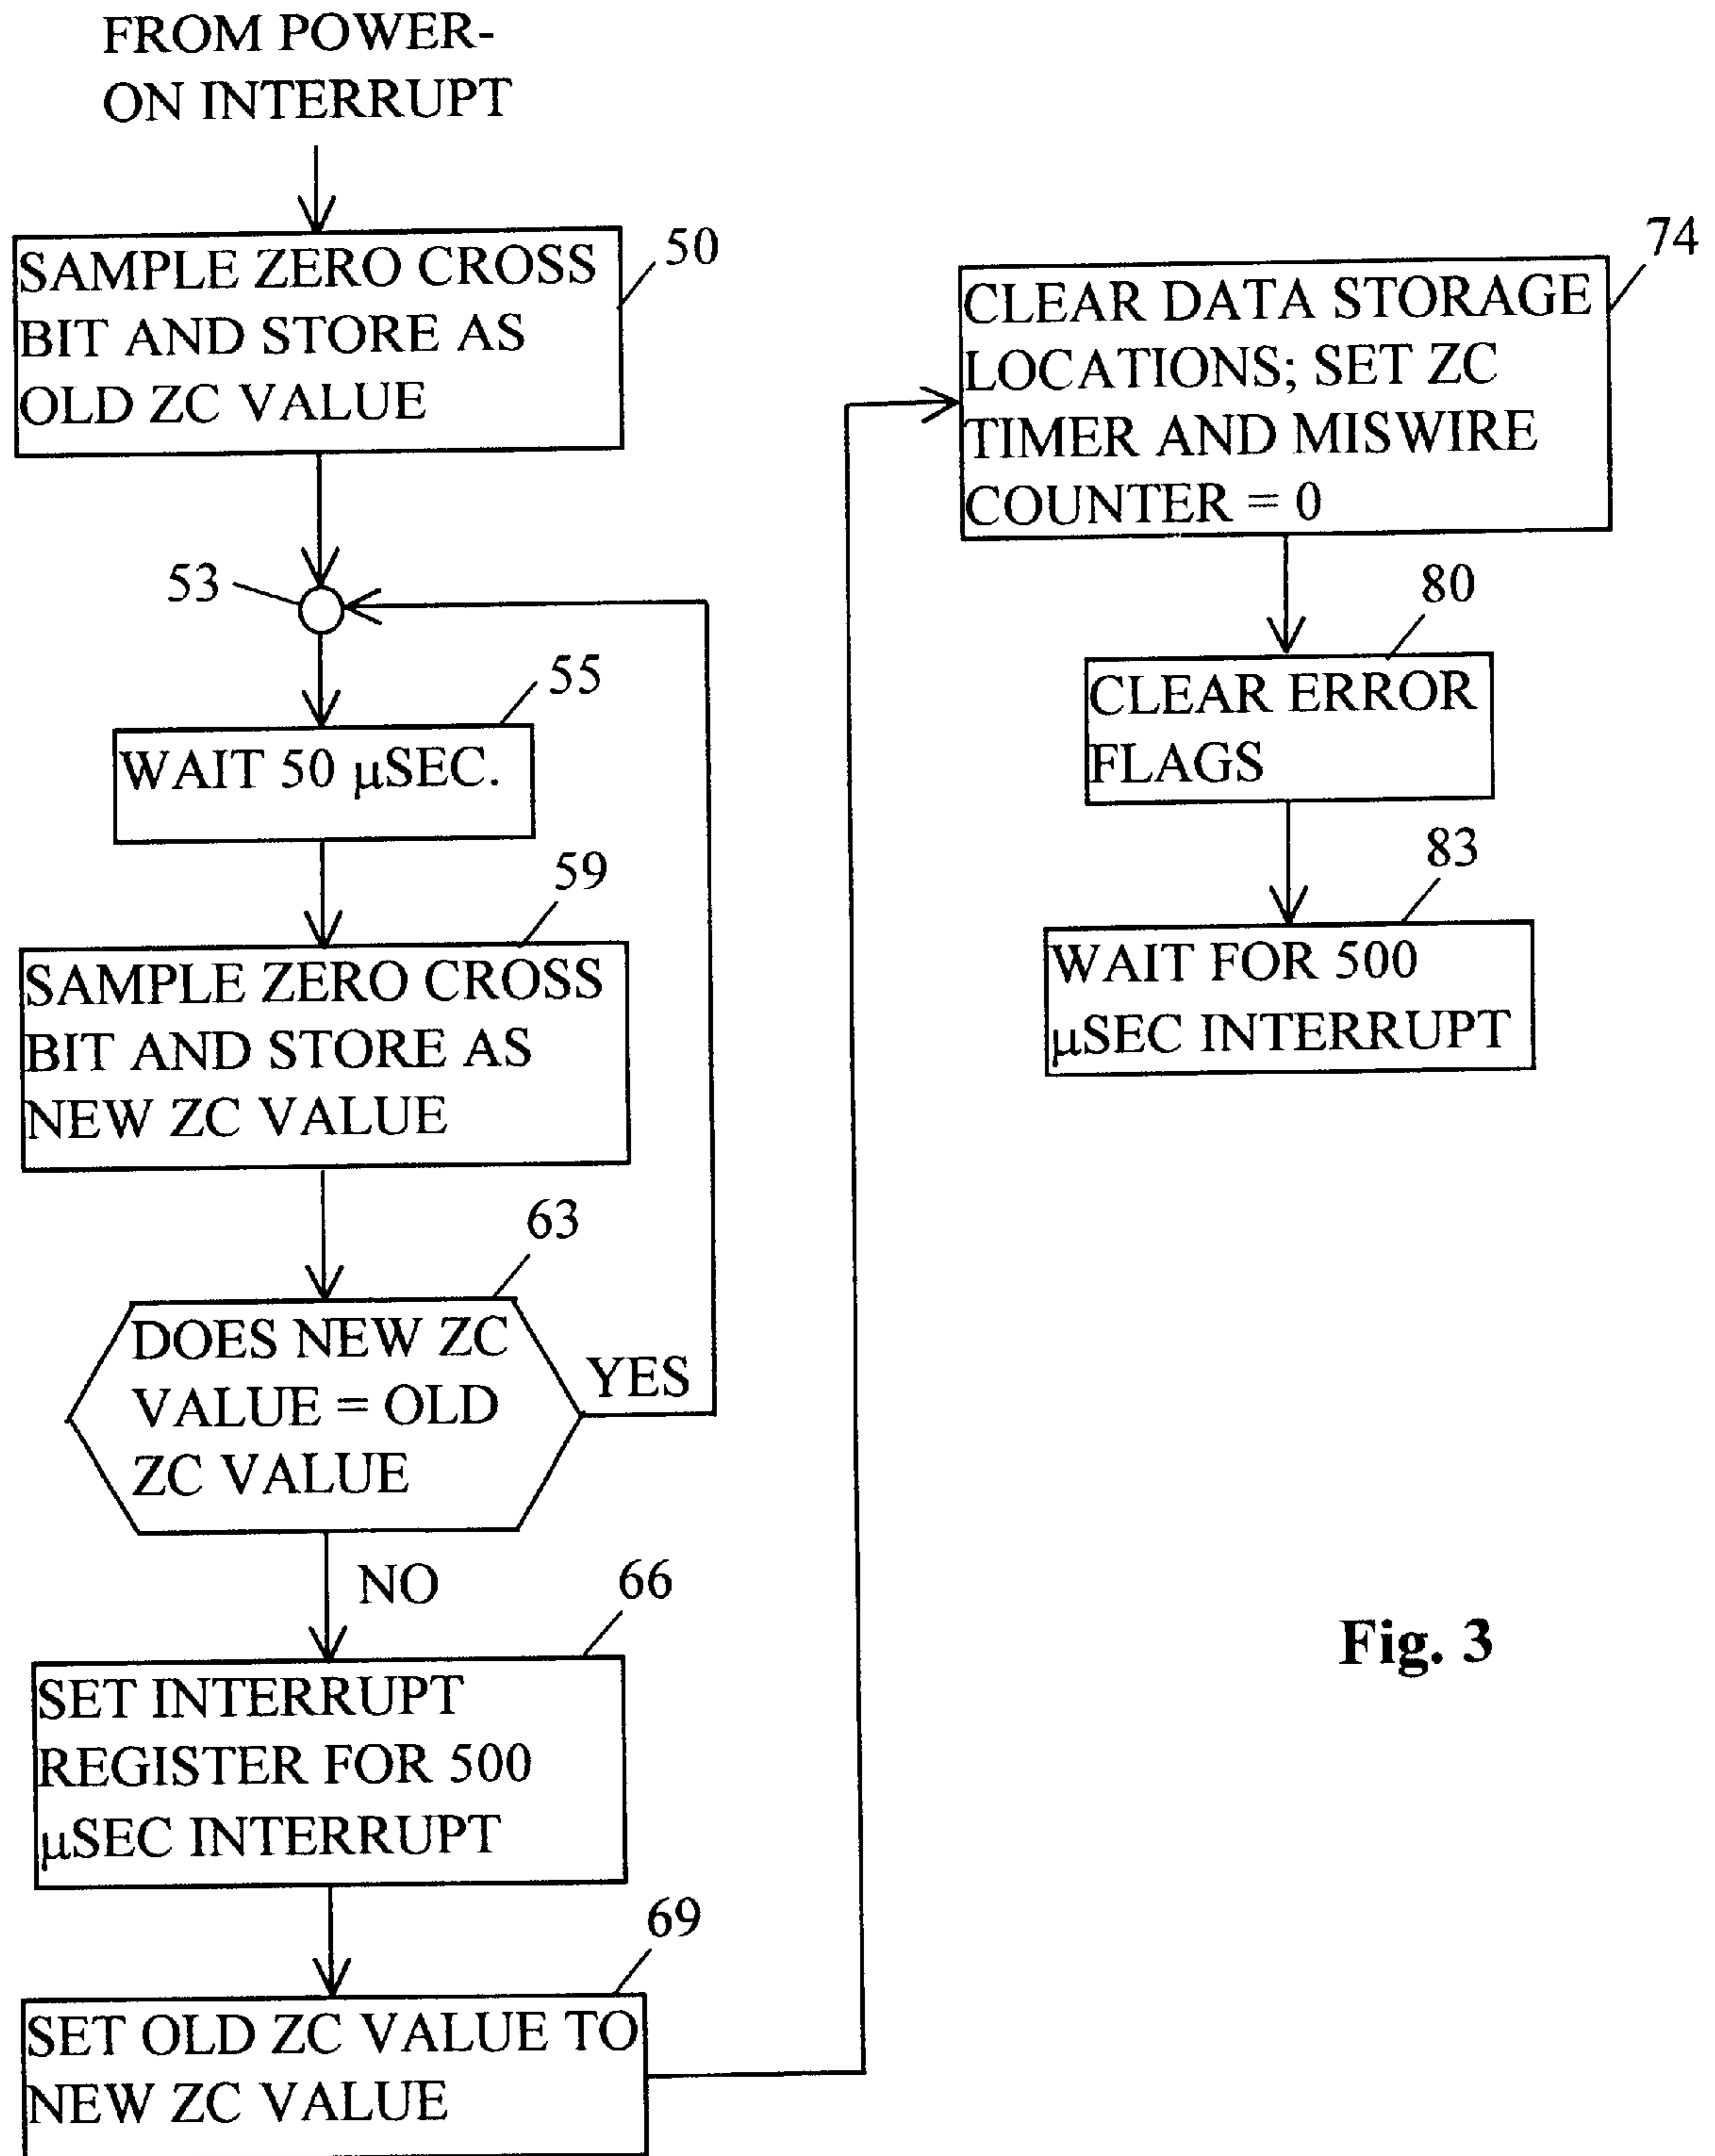 FROM POWER-
ON INTERRUPT
SAMPLE ZERO CROSS
BIT AND STORE AS
OLD ZC VALUE
50
53
WAIT 50 μSEC.
55
SAMPLE ZERO CROSS
BIT AND STORE AS
NEW ZC VALUE
59
DOES NEW ZC
VALUE = OLD
ZC VALUE
63
YES
NO
SET INTERRUPT
REGISTER FOR 500
μSEC INTERRUPT
66
SET OLD ZC VALUE TO
NEW ZC VALUE
69
CLEAR DATA STORAGE
LOCATIONS; SET ZC
TIMER AND MISWIRE
COUNTER = 0
74
CLEAR ERROR
FLAGS
80
WAIT FOR 500
μSEC INTERRUPT
83
Fig. 3